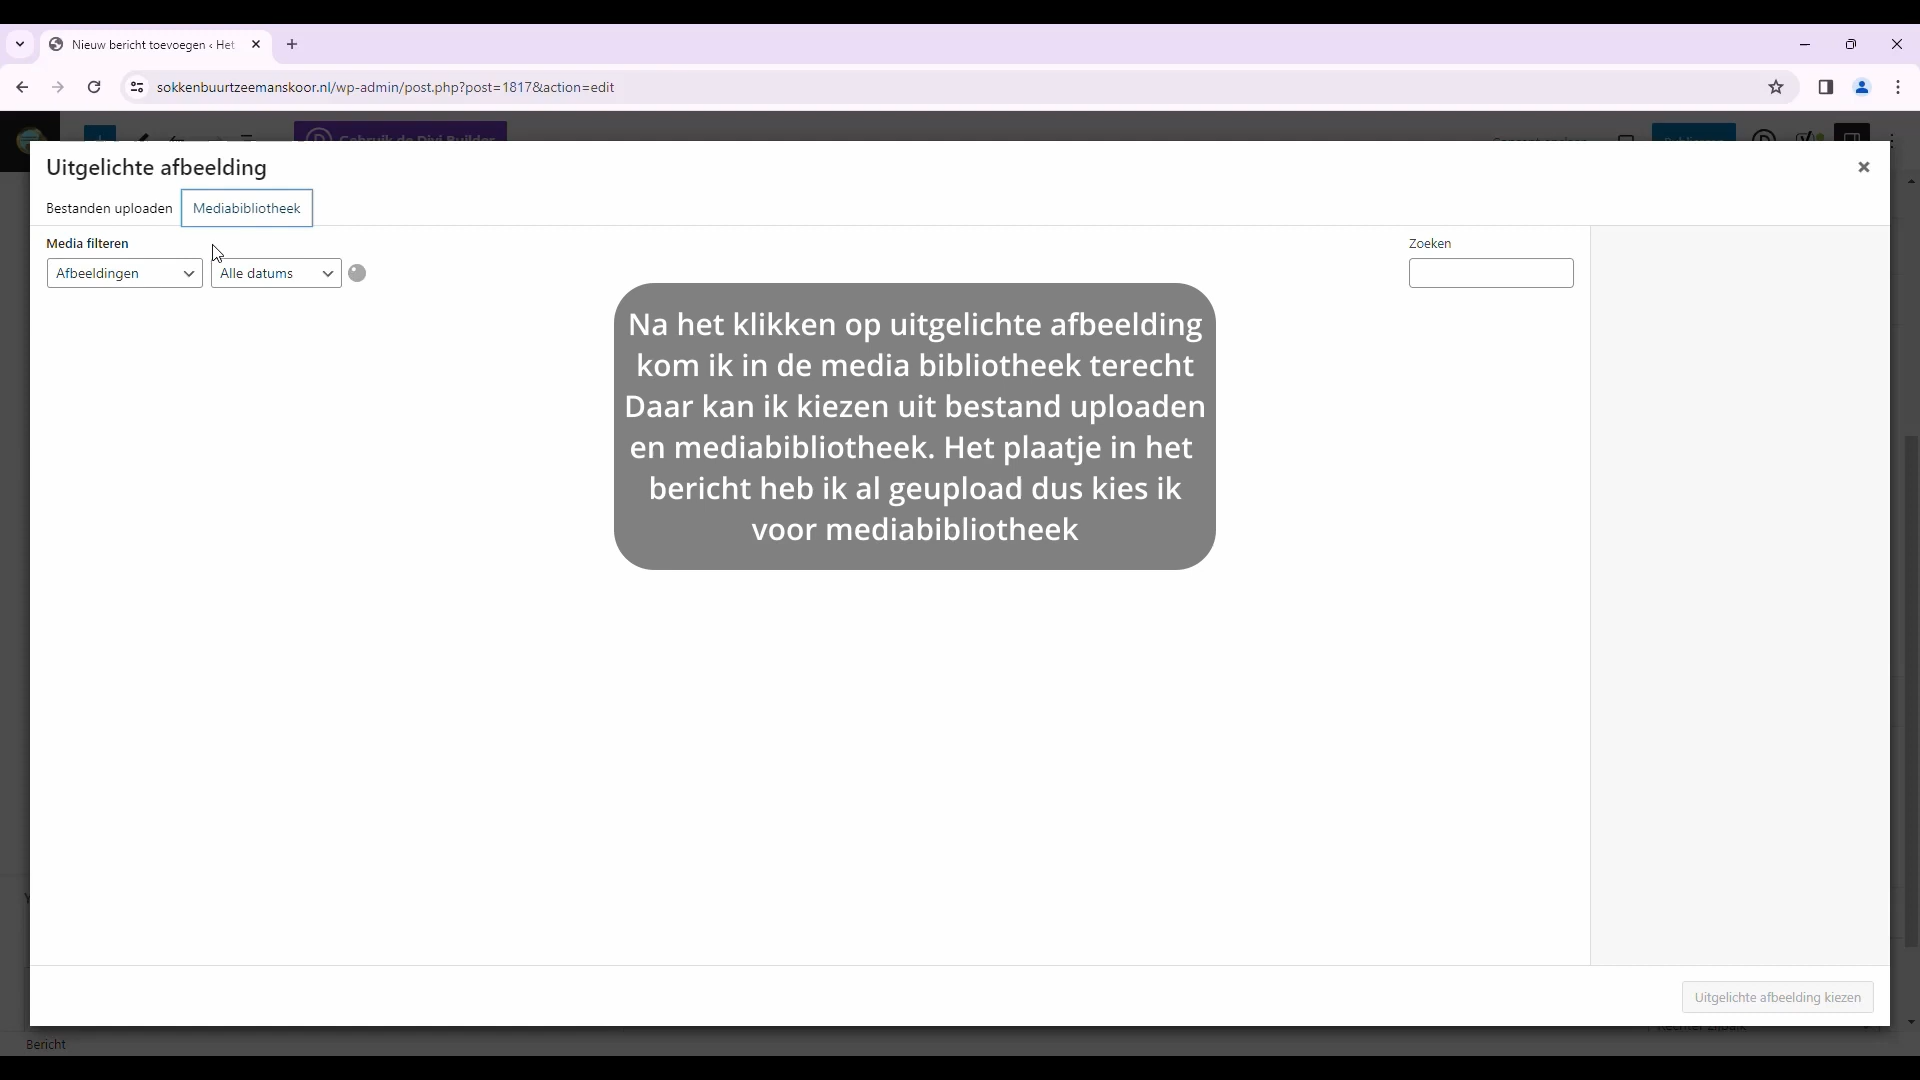 Nieuw bericht toevoegen ‹ Het
sokkenbuurtzeemanskoor.nl/wp-admin/post.php?post=1817&action=edit
Gebruik de Divi Builder
Uitgelichte afbeelding
Bestanden uploaden
Mediabibliotheek
Media filteren
Zoeken
Afbeeldingen
Alle datums
Na het klikken op uitgelichte afbeelding
kom ik in de media bibliotheek terecht
Daar kan ik kiezen uit bestand uploaden
en mediabibliotheek. Het plaatje in het
bericht heb ik al geupload dus kies ik
voor mediabibliotheek
Uitgelichte afbeelding kiezen
Bericht